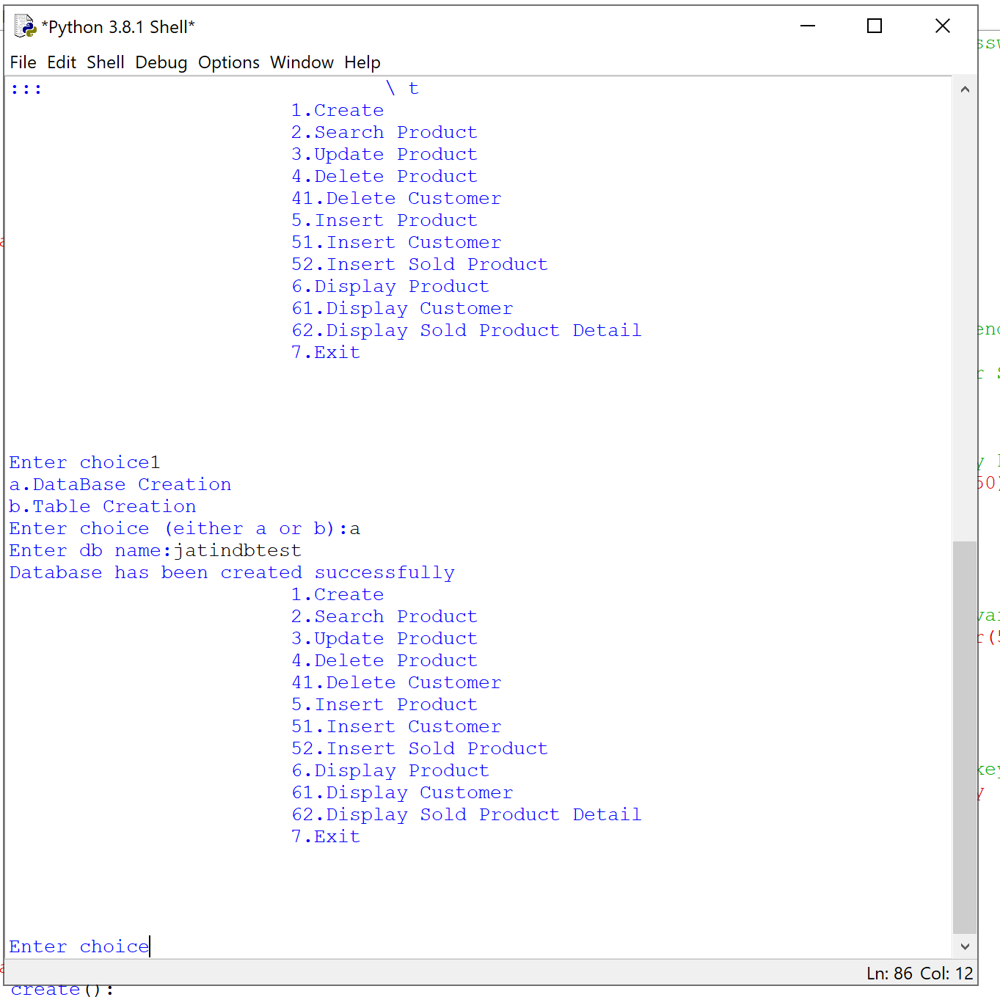 *Python 3.8.1 Shell*
File Edit Shell Debug Options Window Help
::: \ t
1.Create
2.Search Product
3.Update Product
4.Delete Product
41.Delete Customer
5.Insert Product
51.Insert Customer
52.Insert Sold Product
6.Display Product
61.Display Customer
62.Display Sold Product Detail
7.Exit
Enter choice1
a.DataBase Creation
b.Table Creation
Enter choice (either a or b):a
Enter db name:jatindbtest
Database has been created successfully
1.Create
2.Search Product
3.Update Product
4.Delete Product
41.Delete Customer
5.Insert Product
51.Insert Customer
52.Insert Sold Product
6.Display Product
61.Display Customer
62.Display Sold Product Detail
7.Exit
Enter choice
Ln: 86 Col: 12
create():